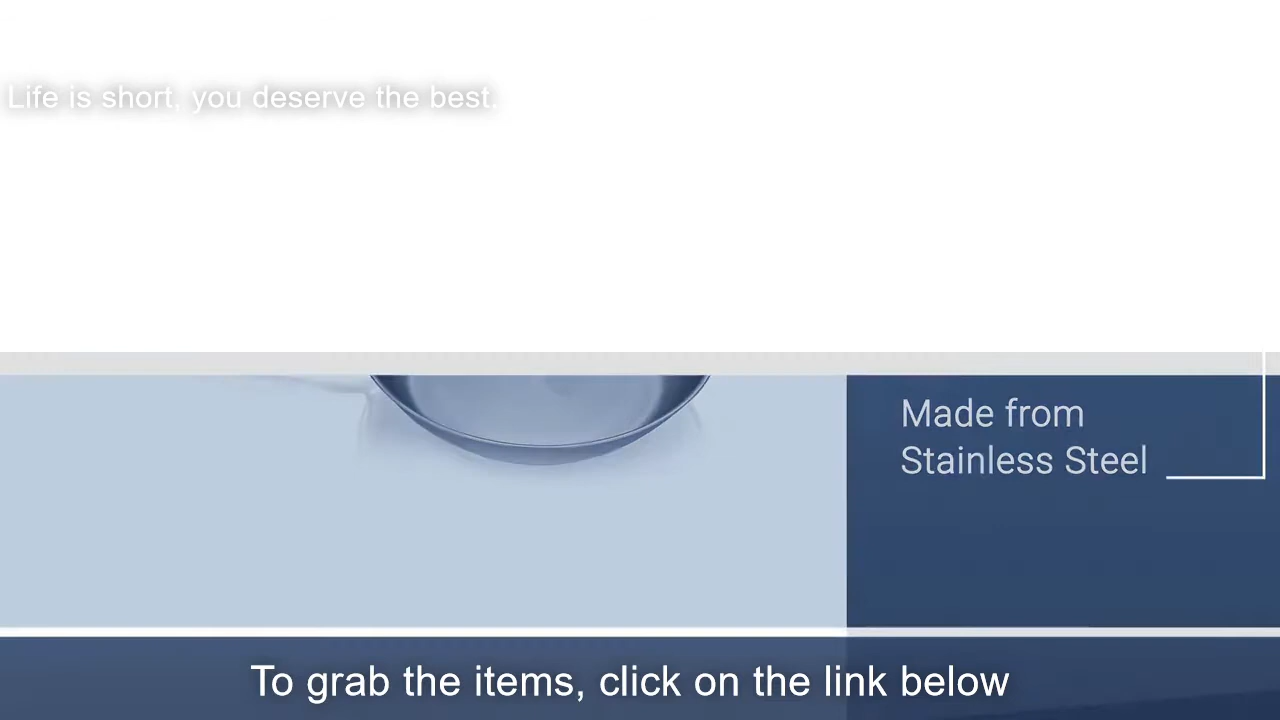 Life is short, you deserve the best.
Made from
Stainless Steel
To grab the items, click on the link below